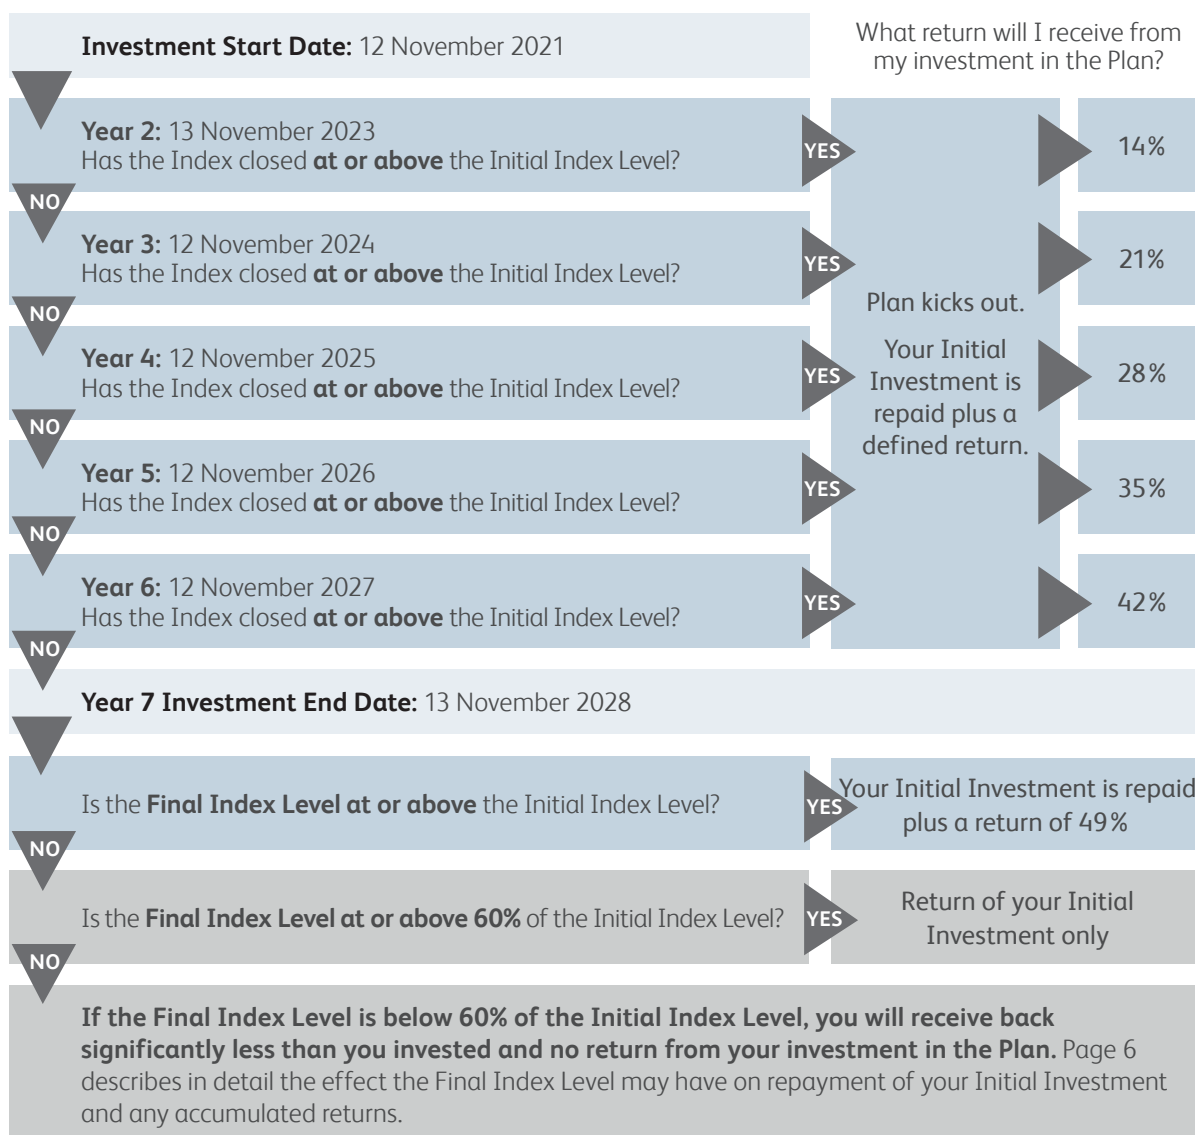 Investment Start Date: 12 November 2021
What return will I receive from
my investment in the Plan?
Year 2: 13 November 2023
Has the Index closed at or above the Initial Index Level?
YES
14%
NO
Year 3: 12 November 2024
Has the Index closed at or above the Initial Index Level?
YES
21%
NO
Year 4: 12 November 2025
Has the Index closed at or above the Initial Index Level?
YES
28%
NO
Year 5: 12 November 2026
Has the Index closed at or above the Initial Index Level?
YES
35%
NO
Year 6: 12 November 2027
Has the Index closed at or above the Initial Index Level?
YES
42%
Plan kicks out.
Your Initial
Investment is
repaid plus a
defined return.
NO
Year 7 Investment End Date: 13 November 2028
Is the Final Index Level at or above the Initial Index Level?
YES
Your Initial Investment is repaid
plus a return of 49%
NO
Is the Final Index Level at or above 60% of the Initial Index Level?
YES
Return of your Initial
Investment only
NO
If the Final Index Level is below 60% of the Initial Index Level, you will receive back
significantly less than you invested and no return from your investment in the Plan. Page 6
describes in detail the effect the Final Index Level may have on repayment of your Initial Investment
and any accumulated returns.